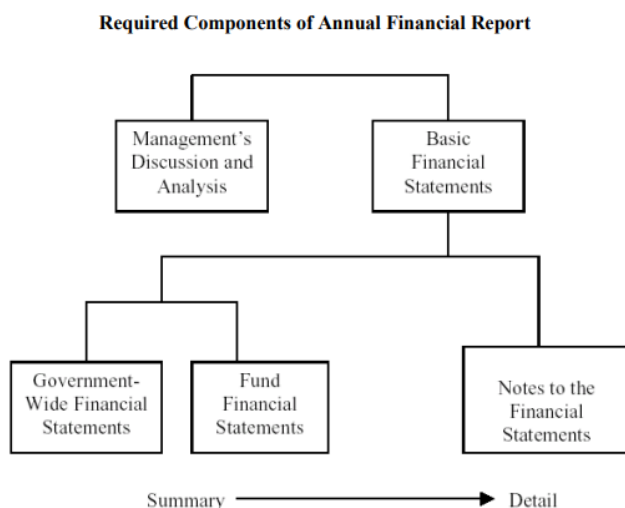 Required Components of Annual Financial Report
Management's
Discussion and
Analysis
Basic
Financial
Statements
Government-
Wide Financial
Statements
Fund
Financial
Statements
Notes to the
Financial
Statements
Summary
Detail